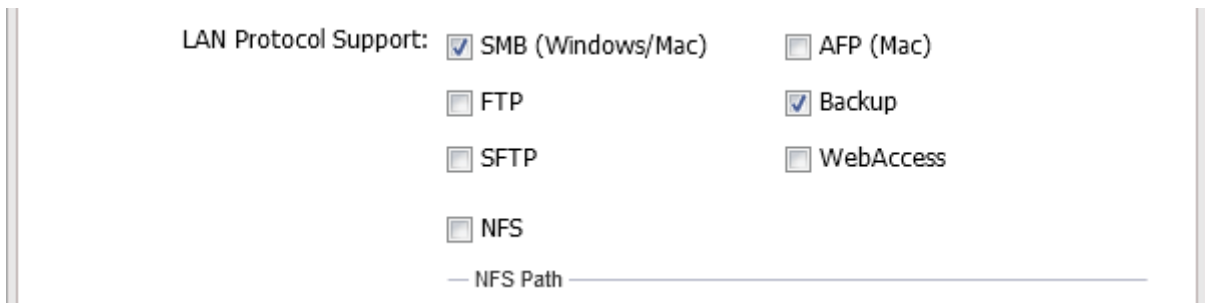 LAN Protocol Support: SMB (Windows/Mac) AFP (Mac)
FTP Backup
SFTP WebAccess
NFS
NFS Path